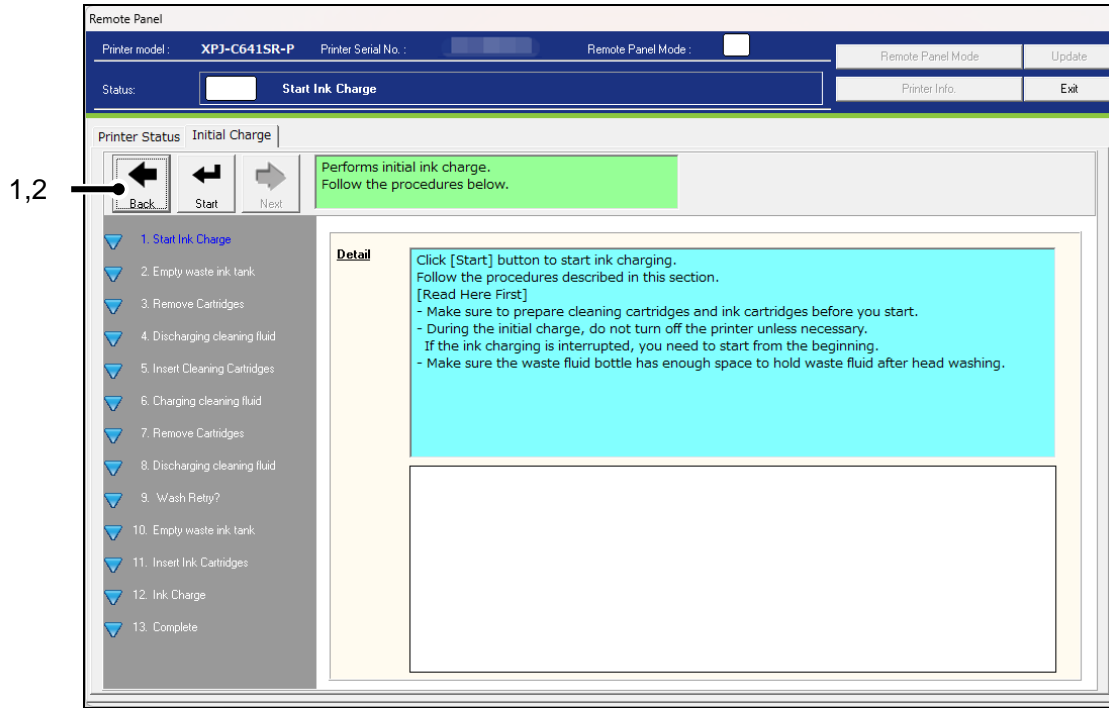 Remote Panel
Printer model : XPJ-C641SR-P Printer Serial No. : Remote Panel Mode :
Remote Panel Mode Update
Status: Start Ink Charge
Printer Info. Exit
Printer Status Initial Charge
Performs initial ink charge.
Follow the procedures below.
1,2
Back Start Next
1. Start Ink Charge
2. Empty waste ink tank
3. Remove Cartridges
4. Discharging cleaning fluid
5. Insert Cleaning Cartridges
6. Charging cleaning fluid
7. Remove Cartridges
8. Discharging cleaning fluid
9. Wash Retry?
10. Empty waste ink tank
11. Insert Ink Cartridges
12. Ink Charge
13. Complete
Detail
Click [Start] button to start ink charging.
Follow the procedures described in this section.
[Read Here First]
- Make sure to prepare cleaning cartridges and ink cartridges before you start.
- During the initial charge, do not turn off the printer unless necessary.
If the ink charging is interrupted, you need to start from the beginning.
- Make sure the waste fluid bottle has enough space to hold waste fluid after head washing.